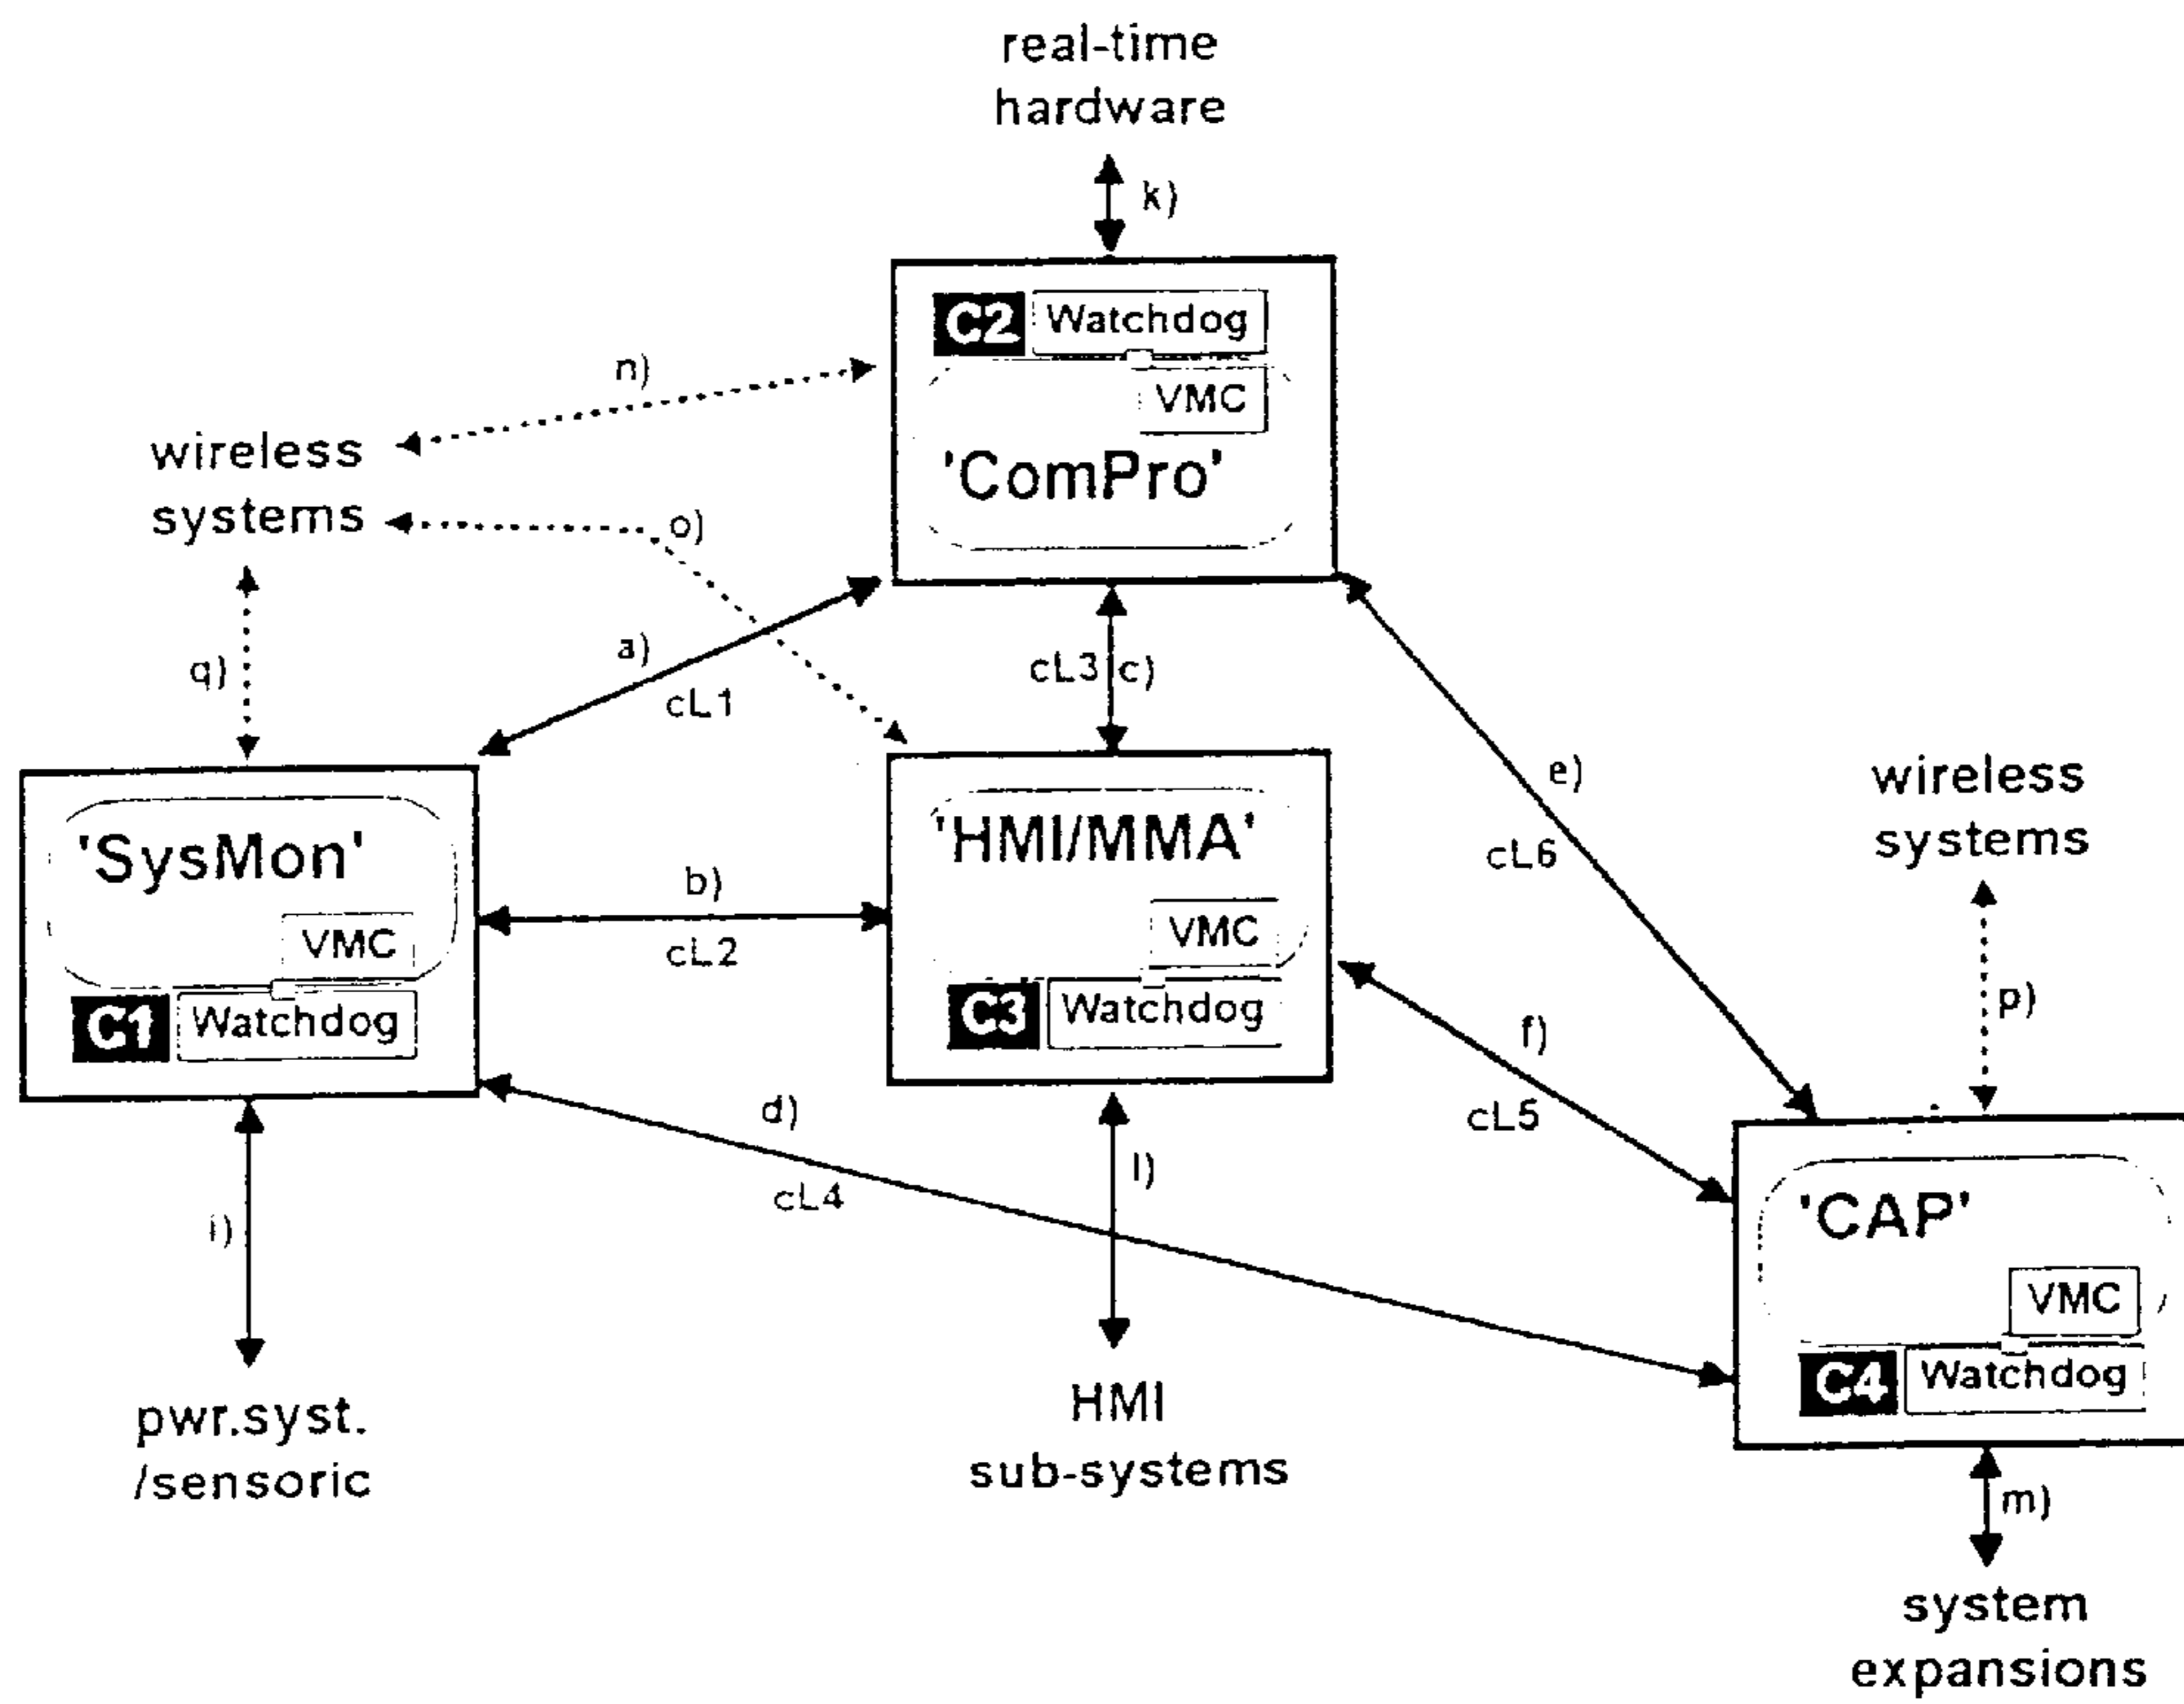 real-time
hardware
k)
C2 Watchdog
VMC
'ComPro'
n)
wireless
systems
o)
q)
a)
cL1
cL3 c)
e)
cL6
wireless
systems
p)
'SysMon'
VMC
C1 Watchdog
b)
cL2
'HMI/MMA'
VMC
C3 Watchdog
f)
cL5
d)
cL4
i)
l)
'CAP'
VMC
C4 Watchdog
pwr.syst.
/sensoric
HMI
sub-systems
m)
system
expansions